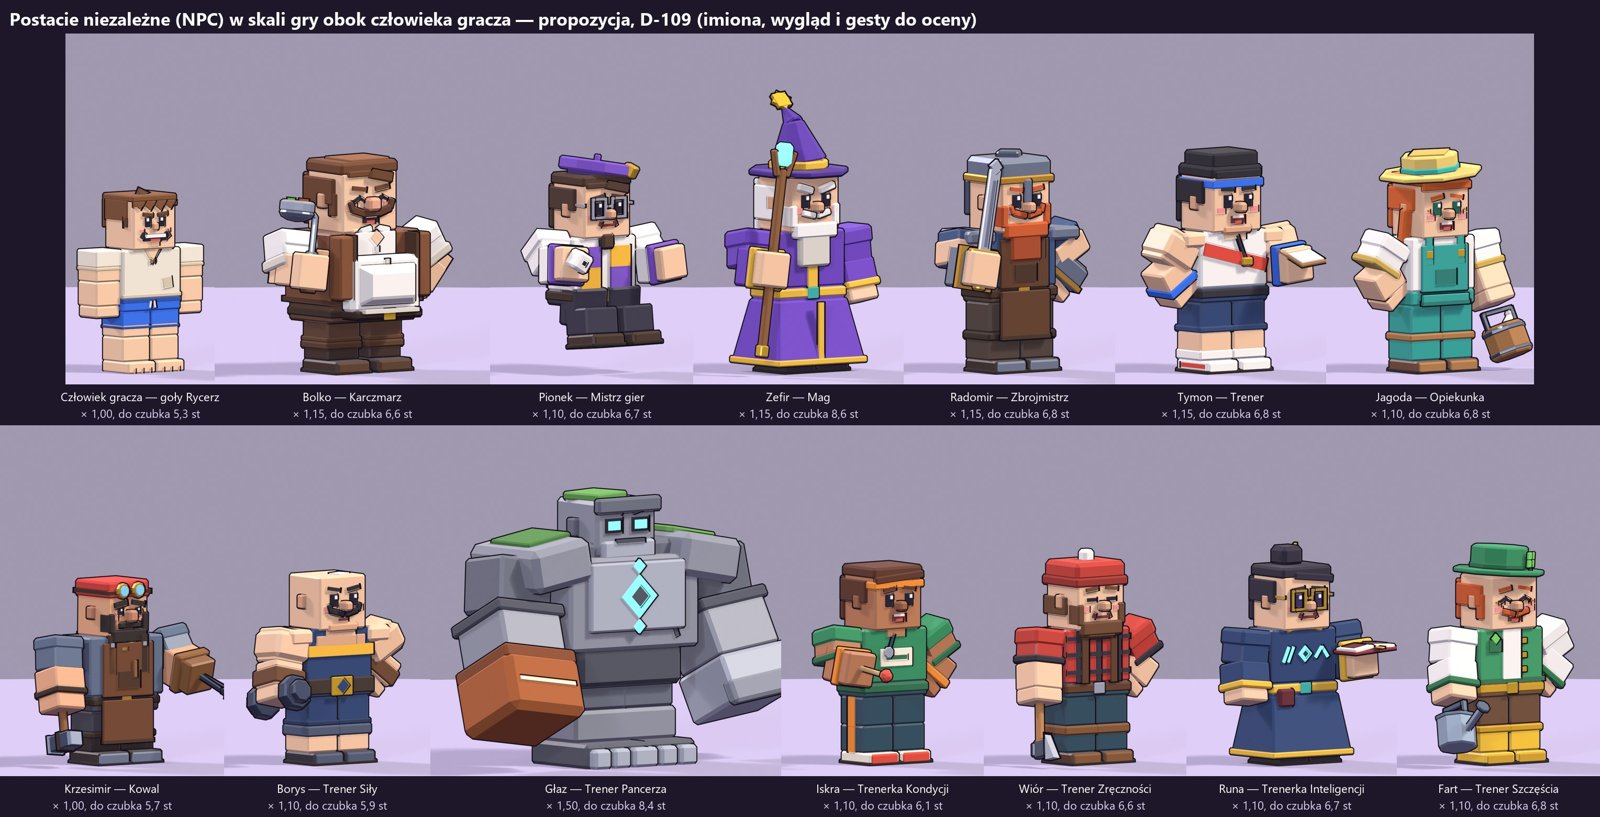 Postacie niezależne (NPC) w skali gry obok człowieka gracza — propozycja, D-109 (imiona, wygląd i gesty do oceny)
Człowiek gracza — goły Rycerz
× 1,00, do czubka 5,3 st
Bolko — Karczmarz
× 1,15, do czubka 6,6 st
Pionek — Mistrz gier
× 1,10, do czubka 6,7 st
Zefir — Mag
× 1,15, do czubka 8,6 st
Radomir — Zbrojmistrz
× 1,15, do czubka 6,8 st
Tymon — Trener
× 1,15, do czubka 6,8 st
Jagoda — Opiekunka
× 1,10, do czubka 6,8 st
Krzesimir — Kowal
× 1,00, do czubka 5,7 st
Borys — Trener Siły
× 1,10, do czubka 5,9 st
Głaz — Trener Pancerza
× 1,50, do czubka 8,4 st
Iskra — Trenerka Kondycji
× 1,10, do czubka 6,1 st
Wiór — Trener Zręczności
× 1,10, do czubka 6,6 st
Runa — Trenerka Inteligencji
× 1,10, do czubka 6,7 st
Fart — Trener Szczęścia
× 1,10, do czubka 6,8 st